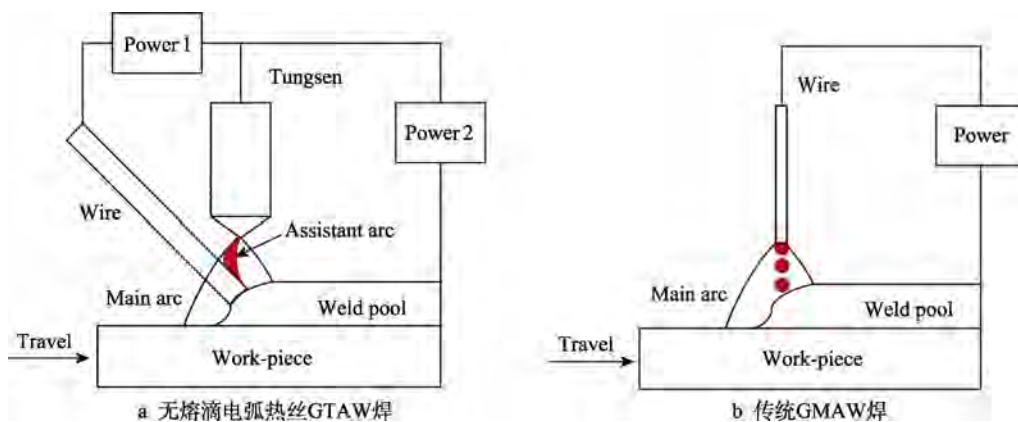 Power 1
Tungsen
Power 2
Wire
Assistant arc
Main arc
Weld pool
Travel
Work-piece
a 无熔滴电弧热丝GTAW焊
Wire
Power
Main arc
Weld pool
Travel
Work-piece
b 传统GMAW焊